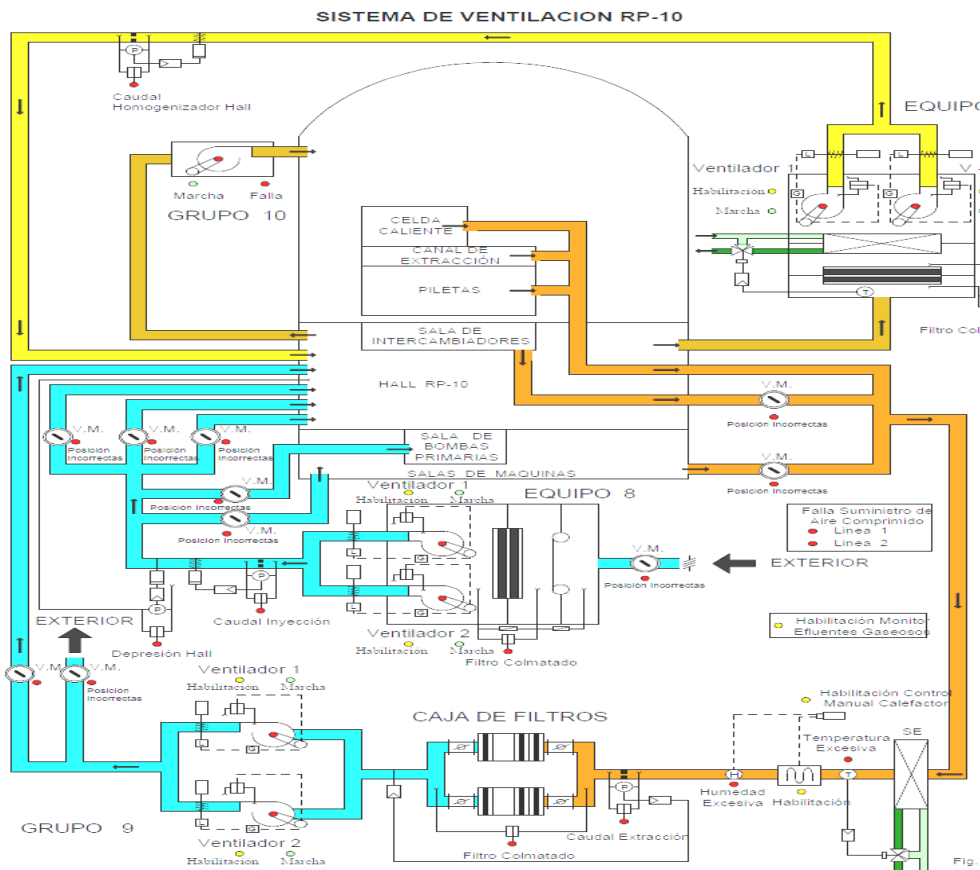 SISTEMA DE VENTILACION RP-10
P
Caudal
Homogenizador Hall
EQUIPO
L
L
Ventilador 1
V
Habilitación
Marcha
G
G
T
Filtro Col
Marcha
Falla
GRUPO 10
CELDA
CALIENTE
CANAL DE
EXTRACCIÓN
PILETAS
SALA DE
INTERCAMBIADORES
HALL RP-10
V.M.
Posición Incorrectas
V.M.
Posición
Incorrectas
V.M.
Posición
Incorrectas
V.M.
Posición
Incorrectas
SALA DE
BOMBAS
PRIMARIAS
SALAS DE MAQUINAS
V.M.
Posición Incorrectas
V.M.
Posición Incorrectas
V.M.
Posición Incorrectas
Ventilador 1
Habilitación
Marcha
EQUIPO 8
L
G
L
G
Falla Suministro de
Aire Comprimido
Linea 1
Linea 2
V.M.
Posición Incorrectas
EXTERIOR
P
Caudal Inyección
P
Depresión Hall
Ventilador 2
Habilitación
Marcha
Filtro Colmatado
Habilitación Monitor
Efluentes Gaseosos
EXTERIOR
V.M.
V.M.
Posición
Incorrectas
Ventilador 1
Habilitación
Marcha
L
G
L
G
Ventilador 2
Habilitación
Marcha
GRUPO 9
CAJA DE FILTROS
Filtro Colmatado
P
Caudal Extracción
Habilitación Control
Manual Calefactor
Temperatura
Excesiva
SE
H
T
Humedad
Excesiva
Habilitación
Fig.